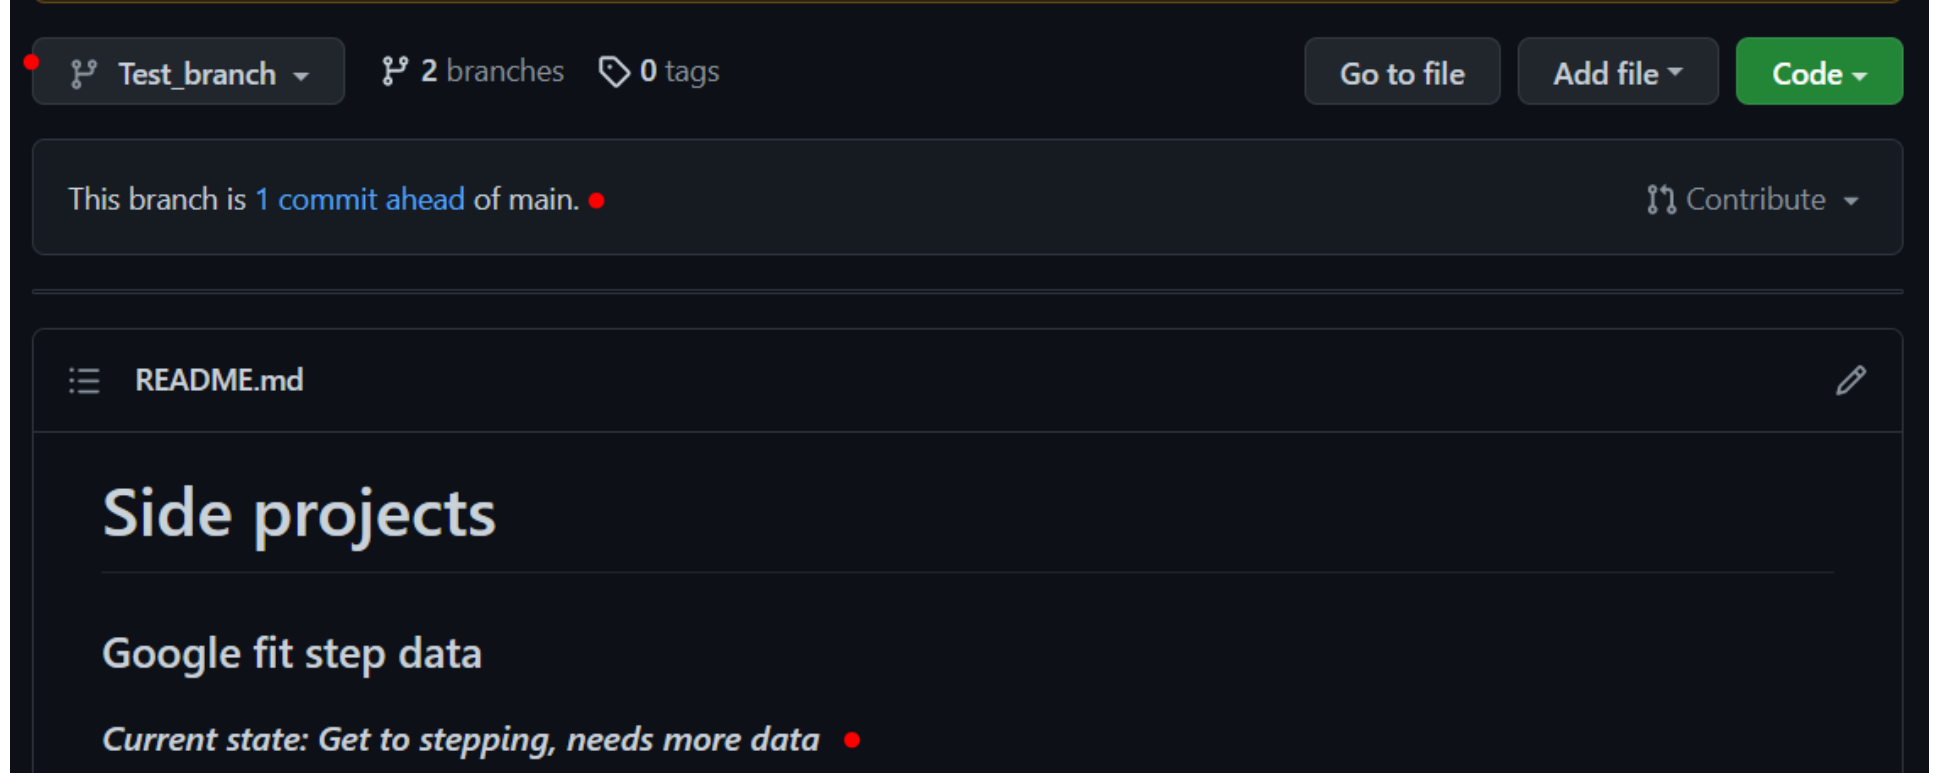 Test_branch 2 branches 0 tags Go to file Add file Code
This branch is 1 commit ahead of main. Contribute
README.md
Side projects
Google fit step data
Current state: Get to stepping, needs more data